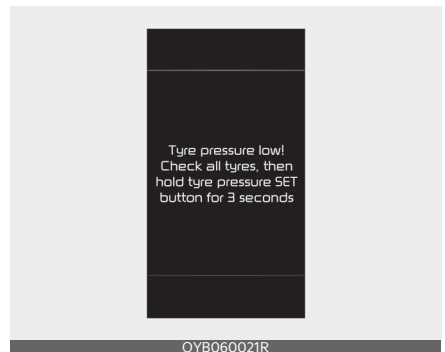 Tyre pressure low!
Check all tyres, then
hold tyre pressure SET
button for 3 seconds
OYB060021R